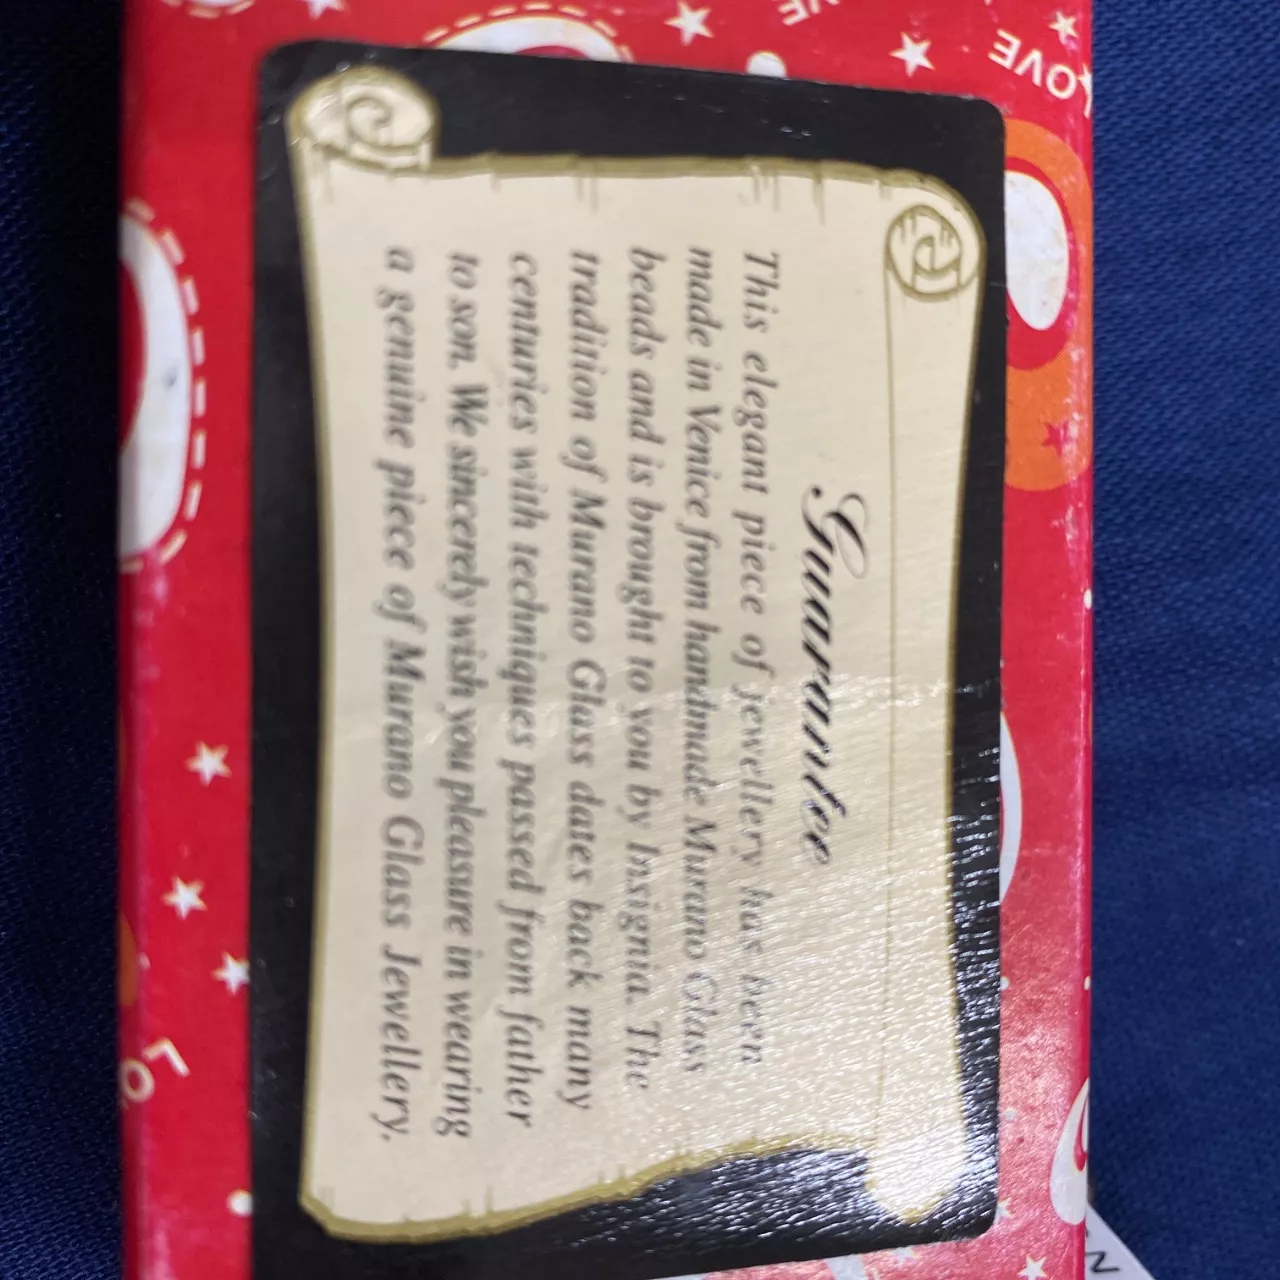 Guarantee
This elegant piece of jewellery has been
made in Venice from handmade Murano Glass
beads and is brought to you by Insignia. The
tradition of Murano Glass dates back many
centuries with techniques passed from father
to son. We sincerely wish you pleasure in wearing
a genuine piece of Murano Glass Jewellery.
LOVE